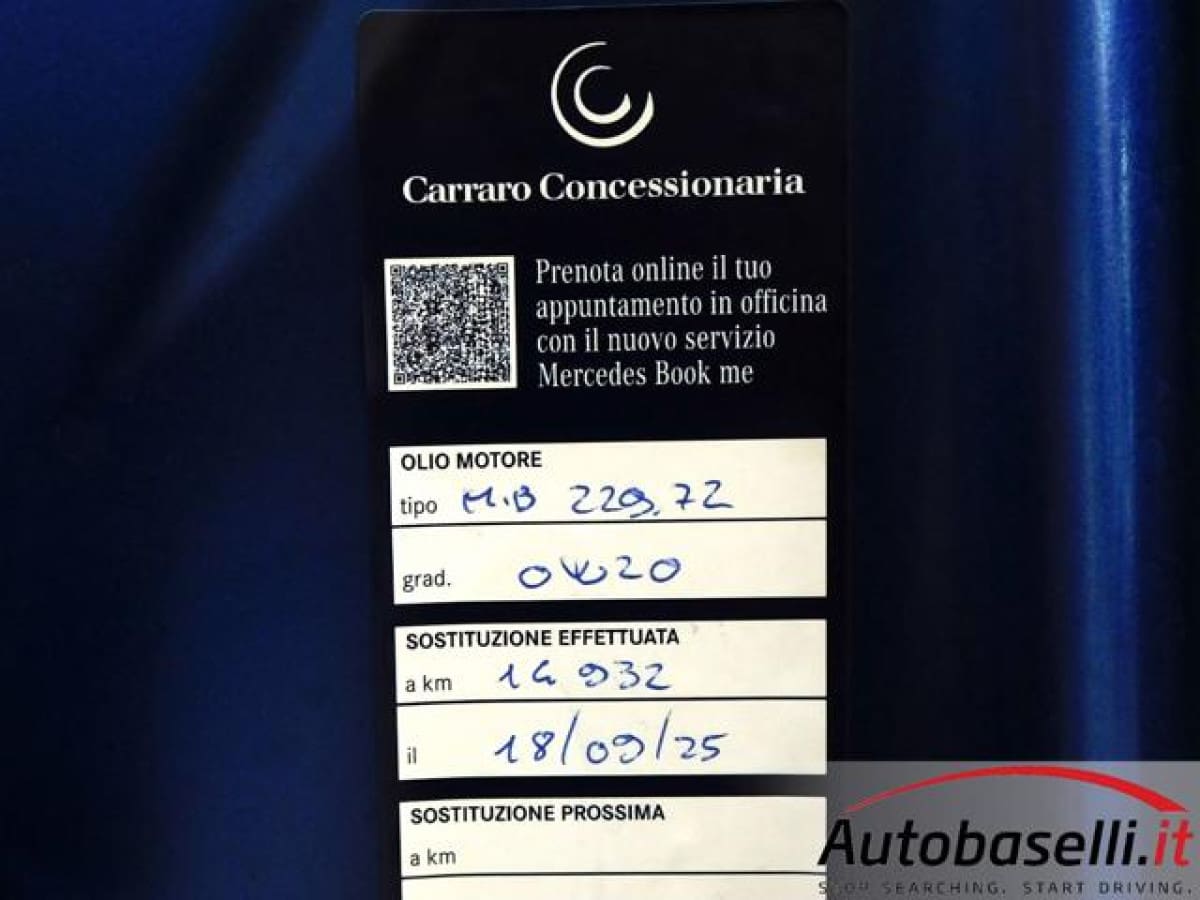 Carraro Concessionaria
Prenota online il tuo
appuntamento in officina
con il nuovo servizio
Mercedes Book me
OLIO MOTORE
tipo M.B 229.72
grad. 0W20
SOSTITUZIONE EFFETTUATA
a km 14 932
il 18/09/25
SOSTITUZIONE PROSSIMA
a km
Autobaselli.it
STOP SEARCHING. START DRIVING.